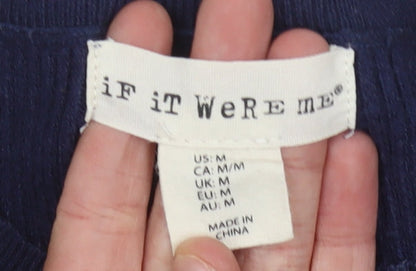 iF iT WeRE me®
US: M
CA: M/M
UK: M
EU: M
AU: M
MADE IN
CHINA